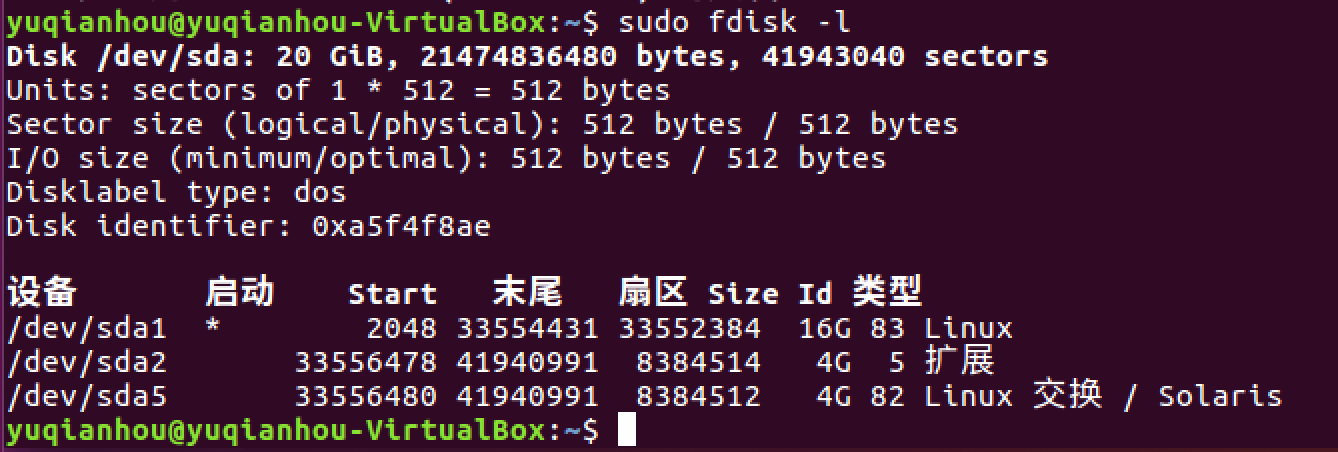 yuqianhou@yuqianhou-VirtualBox:~$ sudo fdisk -l
Disk /dev/sda: 20 GiB, 21474836480 bytes, 41943040 sectors
Units: sectors of 1 * 512 = 512 bytes
Sector size (logical/physical): 512 bytes / 512 bytes
I/O size (minimum/optimal): 512 bytes / 512 bytes
Disklabel type: dos
Disk identifier: 0xa5f4f8ae
设备 启动 Start 末尾 扇区 Size Id 类型
/dev/sda1 * 2048 33554431 33552384 16G 83 Linux
/dev/sda2 33556478 41940991 8384514 4G 5 扩展
/dev/sda5 33556480 41940991 8384512 4G 82 Linux 交换 / Solaris
yuqianhou@yuqianhou-VirtualBox:~$